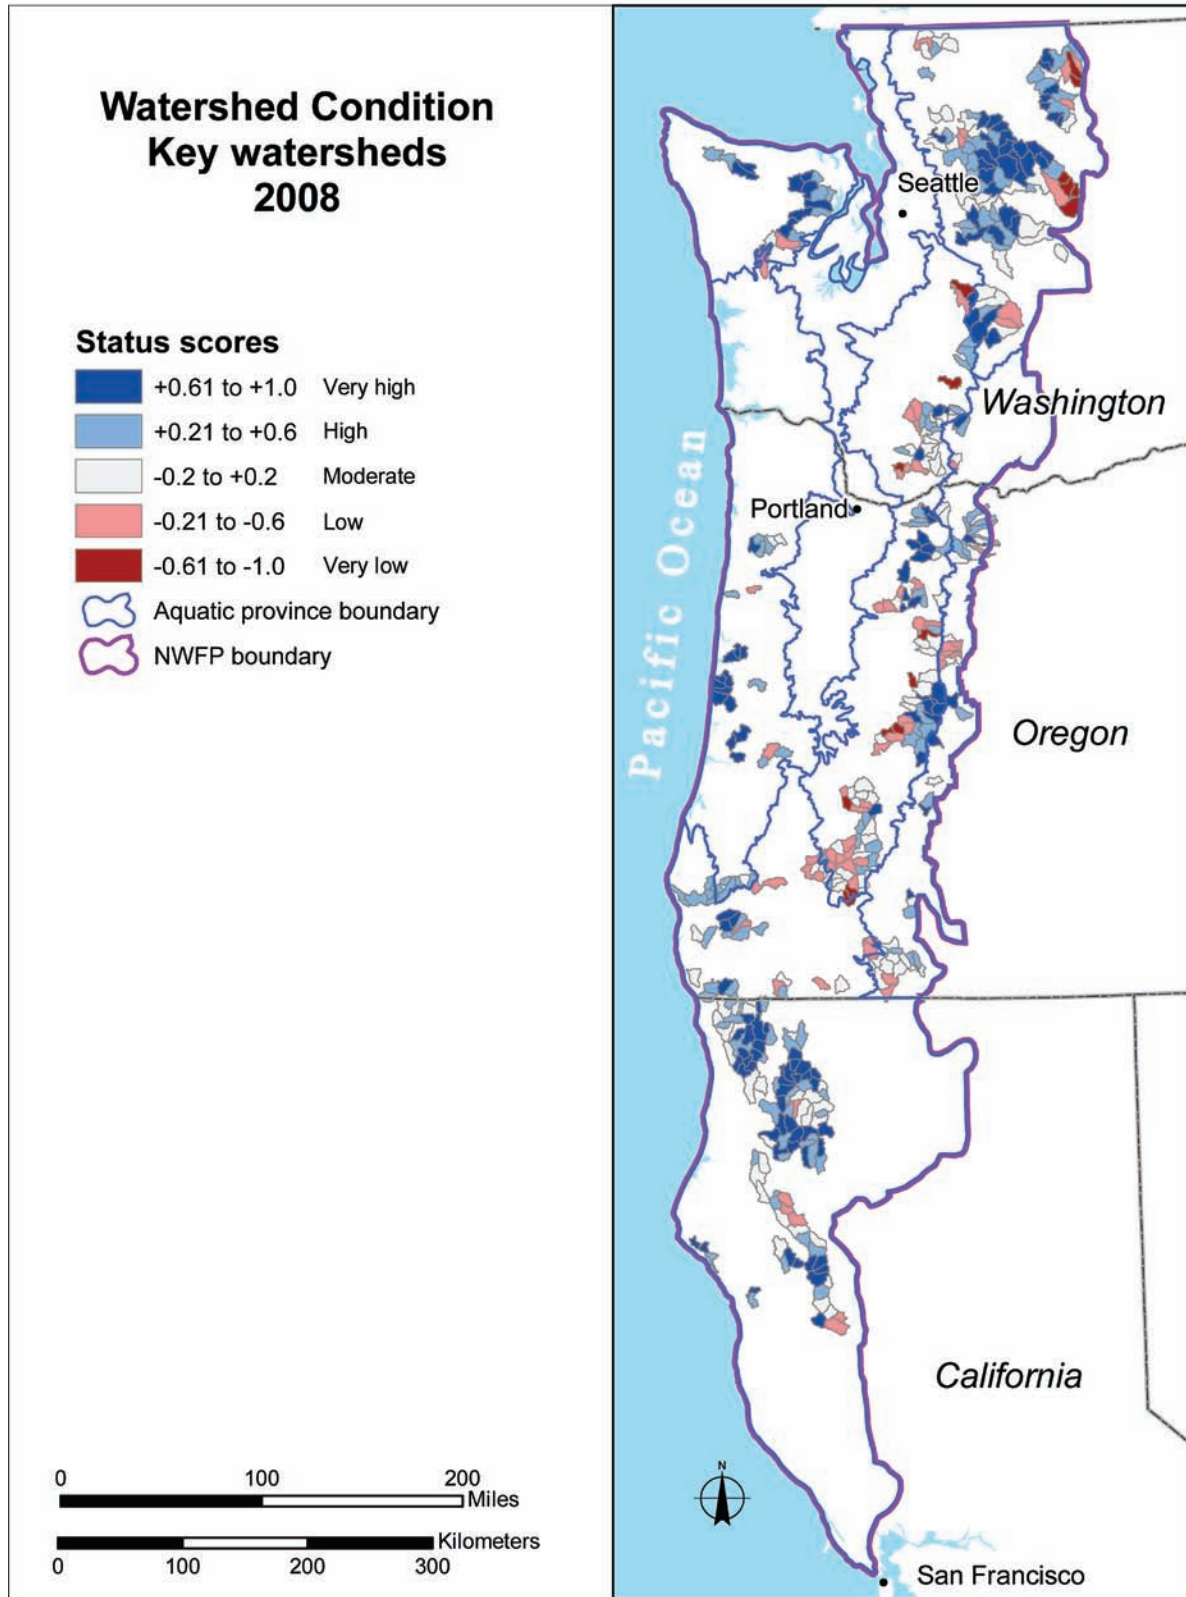 Watershed Condition
Key watersheds
2008
Status scores
+0.61 to +1.0 Very high
+0.21 to +0.6 High
-0.2 to +0.2 Moderate
-0.21 to -0.6 Low
-0.61 to -1.0 Very low
Aquatic province boundary
NWFP boundary
0 100 200
Miles
Kilometers
0 100 200 300
Seattle
Washington
Portland
Pacific Ocean
Oregon
California
N
San Francisco